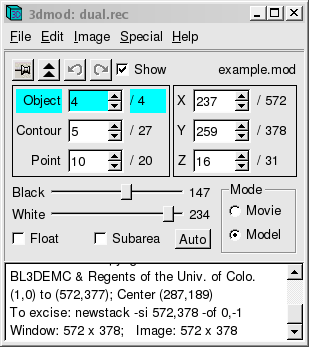 3dmod: dual.rec
File Edit Image Special Help
Show example.mod
Object 4 / 4 X 237 / 572
Contour 5 / 27 Y 259 / 378
Point 10 / 20 Z 16 / 31
Black 147 Mode
White 234 Movie
Float Subarea Auto Model
BL3DEMC & Regents of the Univ. of Colo.
(1,0) to (572,377); Center (287,189)
To excise: newstack -si 572,378 -of 0,-1
Window: 572 x 378; Image: 572 x 378